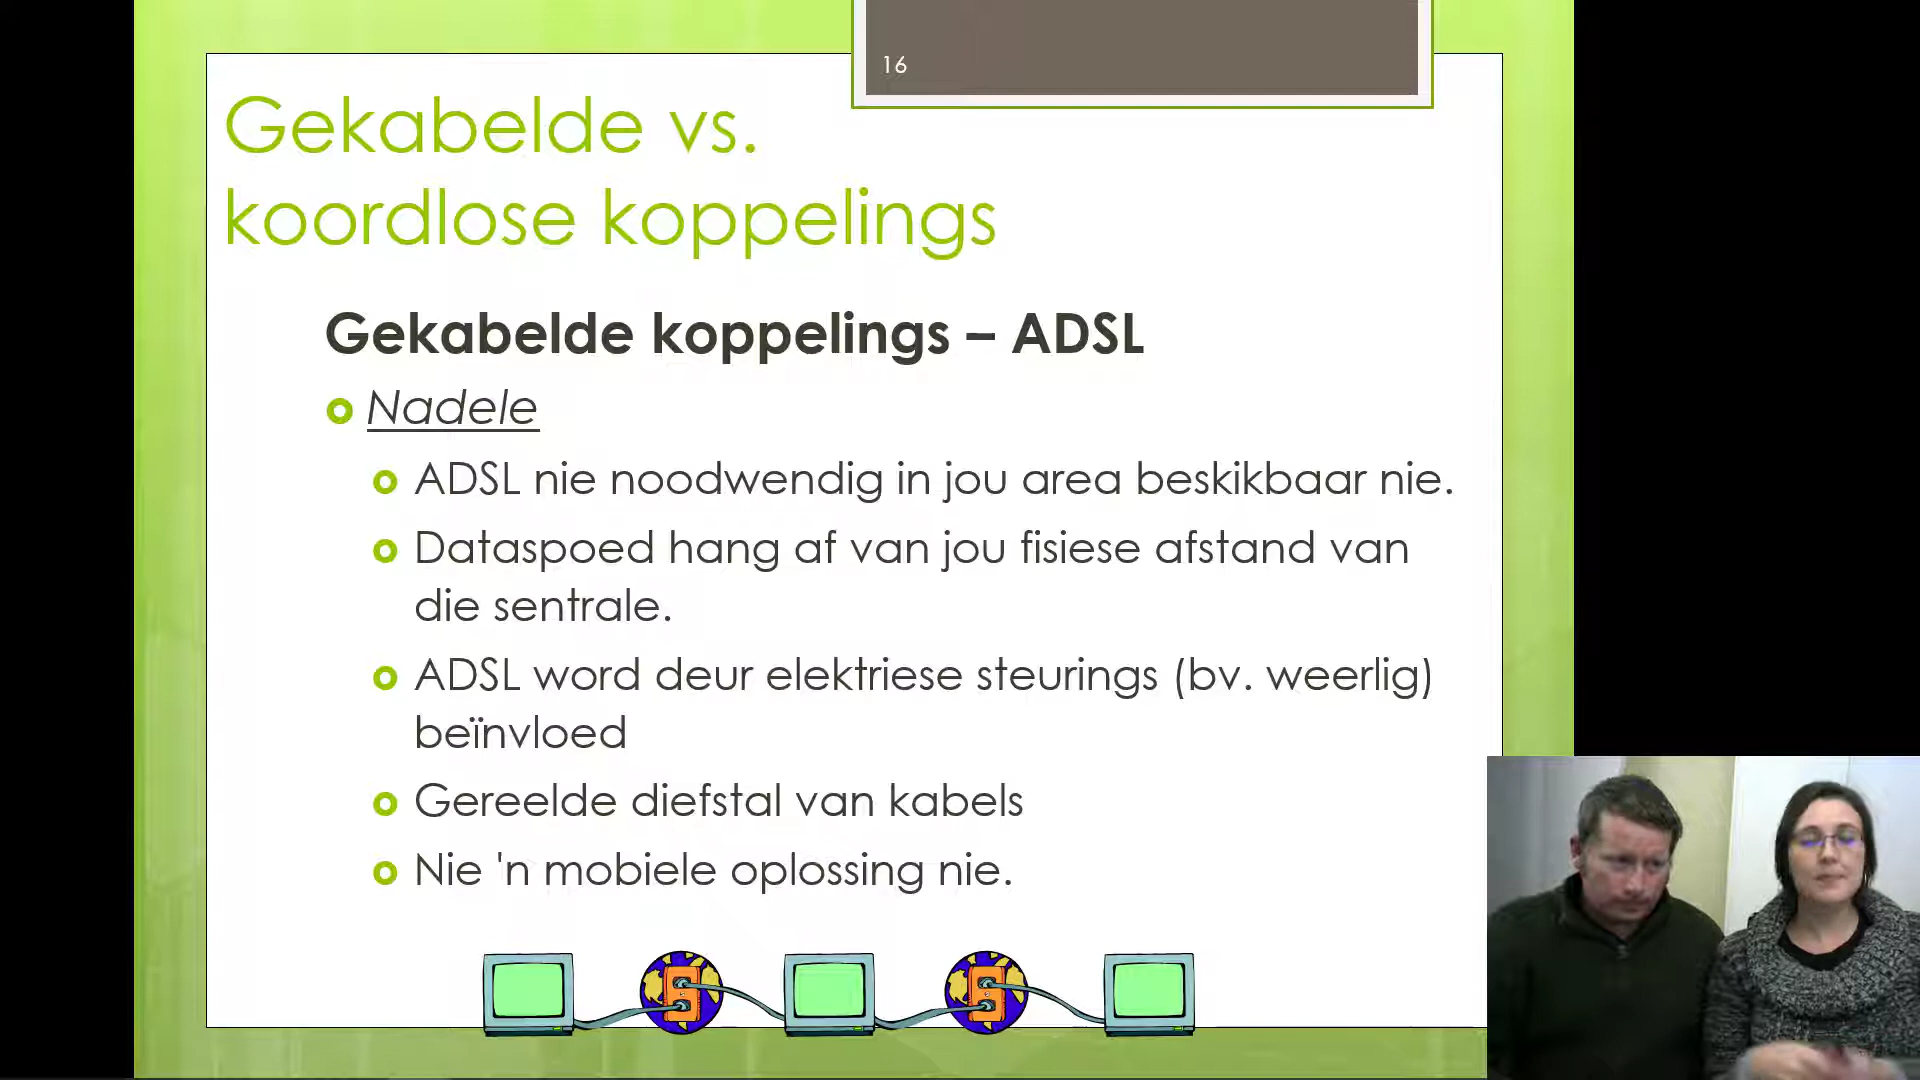 16
Gekabelde vs.
koordlose koppelings
Gekabelde koppelings – ADSL
Nadele
ADSL nie noodwendig in jou area beskikbaar nie.
Dataspoed hang af van jou fisiese afstand van
die sentrale.
ADSL word deur elektriese steurings (bv. weerlig)
beïnvloed
Gereelde diefstal van kabels
Nie 'n mobiele oplossing nie.